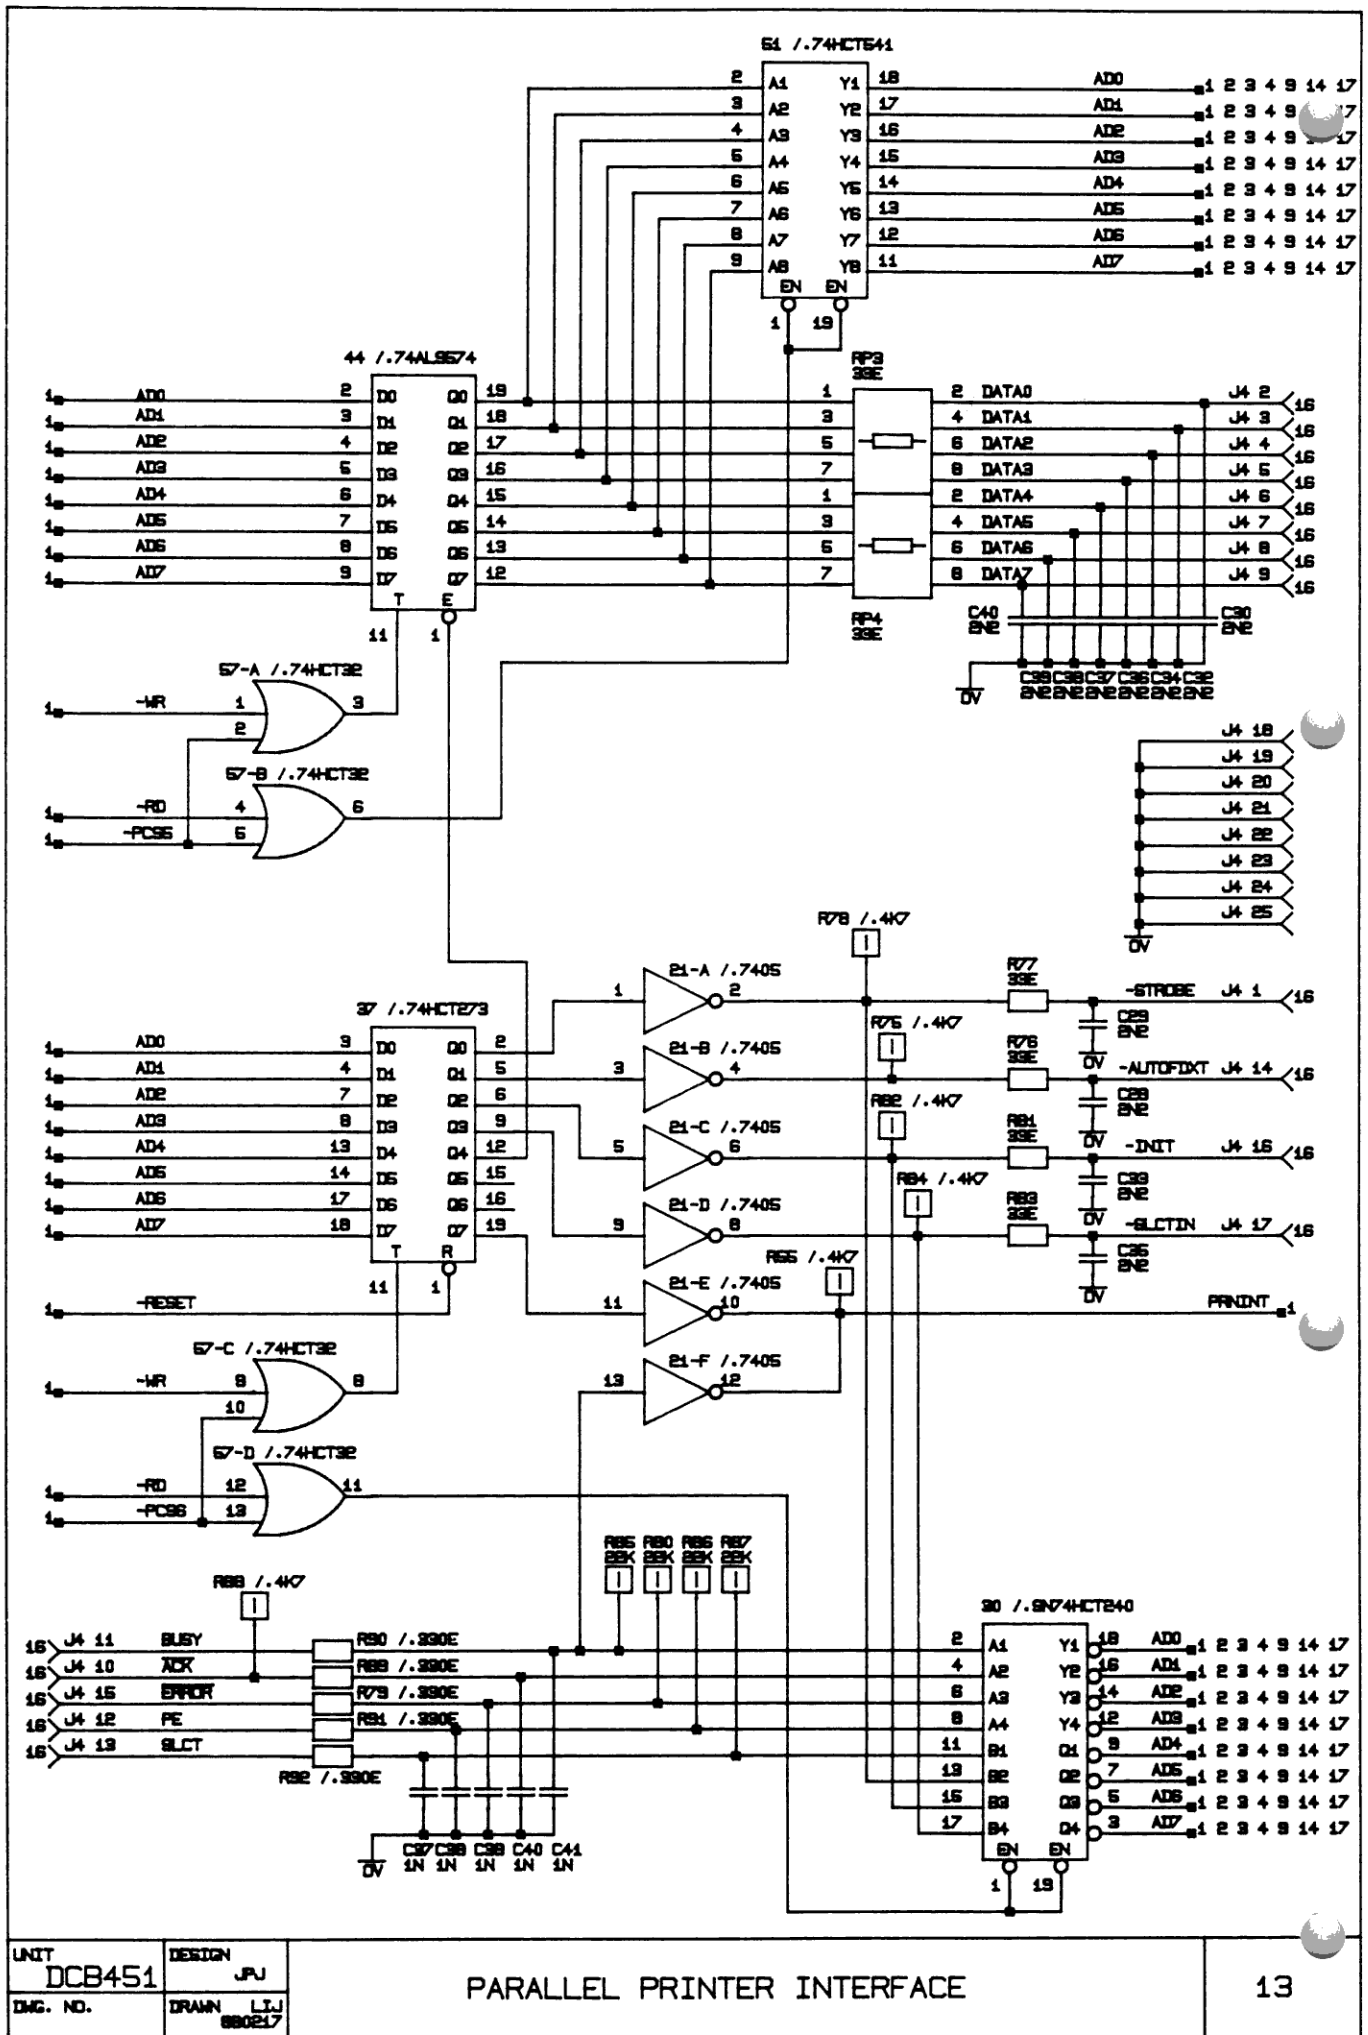 51 /.74HCT541
2 A1 Y1 18 AD0 1 2 3 4 9 14 17
3 A2 Y2 17 AD1 1 2 3 4 9 17
4 A3 Y3 16 AD2 1 2 3 4 9 17
5 A4 Y4 15 AD3 1 2 3 4 9 14 17
6 A5 Y5 14 AD4 1 2 3 4 9 14 17
7 A6 Y6 13 AD5 1 2 3 4 9 14 17
8 A7 Y7 12 AD6 1 2 3 4 9 14 17
9 A8 Y8 11 AD7 1 2 3 4 9 14 17
EN EN
1 19
44 /.74ALS574
RP3
33E
1 AD0 2 D0 Q0 19 1 2 DATA0 J4 2 16
1 AD1 3 D1 Q1 18 3 4 DATA1 J4 3 16
1 AD2 4 D2 Q2 17 5 6 DATA2 J4 4 16
1 AD3 5 D3 Q3 16 7 8 DATA3 J4 5 16
1 AD4 6 D4 Q4 15 1 2 DATA4 J4 6 16
1 AD5 7 D5 Q5 14 3 4 DATA5 J4 7 16
1 AD6 8 D6 Q6 13 5 6 DATA6 J4 8 16
1 AD7 9 D7 Q7 12 7 8 DATA7 J4 9 16
T E
11 1
RP4
33E
C40
2N2
C30
2N2
C39 C38 C37 C36 C34 C32
2N2 2N2 2N2 2N2 2N2 2N2
0V
57-A /.74HCT32
1 -WR 1 3
2
57-B /.74HCT32
1 -RD 4 6
1 -PCS5 5
J4 18
J4 19
J4 20
J4 21
J4 22
J4 23
J4 24
J4 25
0V
R78 /.4K7
21-A /.7405
1 2
R77
33E
-STROBE J4 1 16
C29
2N2
0V
37 /.74HCT273
R75 /.4K7
21-B /.7405
3 4
R76
33E
-AUTOFDXT J4 14 16
C28
2N2
0V
R82 /.4K7
21-C /.7405
5 6
R81
33E
-INIT J4 16 16
C33
2N2
0V
R84 /.4K7
21-D /.7405
9 8
R83
33E
-SLCTIN J4 17 16
C35
2N2
0V
1 AD0 3 D0 Q0 2
1 AD1 4 D1 Q1 5
1 AD2 7 D2 Q2 6
1 AD3 8 D3 Q3 9
1 AD4 13 D4 Q4 12
1 AD5 14 D5 Q5 15
1 AD6 17 D6 Q6 16
1 AD7 18 D7 Q7 19
T R
11 1
R55 /.4K7
21-E /.7405
11 10
PRNINT 1
1 -RESET
57-C /.74HCT32
21-F /.7405
13 12
1 -WR 9 8
10
57-D /.74HCT32
1 -RD 12 11
1 -PCS6 13
R85 R80 R86 R87
22K 22K 22K 22K
R88 /.4K7
30 /.SN74HCT240
16 J4 11 BUSY R90 /.330E 2 A1 Y1 18 AD0 1 2 3 4 9 14 17
16 J4 10 ACK R89 /.330E 4 A2 Y2 16 AD1 1 2 3 4 9 14 17
16 J4 15 ERROR R79 /.330E 6 A3 Y3 14 AD2 1 2 3 4 9 14 17
16 J4 12 PE R91 /.330E 8 A4 Y4 12 AD3 1 2 3 4 9 14 17
16 J4 13 SLCT 11 B1 Q1 9 AD4 1 2 3 4 9 14 17
R92 /.330E
13 B2 Q2 7 AD5 1 2 3 4 9 14 17
15 B3 Q3 5 AD6 1 2 3 4 9 14 17
17 B4 Q4 3 AD7 1 2 3 4 9 14 17
EN EN
1 19
0V
C37 C38 C39 C40 C41
1N 1N 1N 1N 1N
UNIT
DCB451
DESIGN
JPJ
DWG. NO.
DRAWN LIJ
880217
PARALLEL PRINTER INTERFACE
13